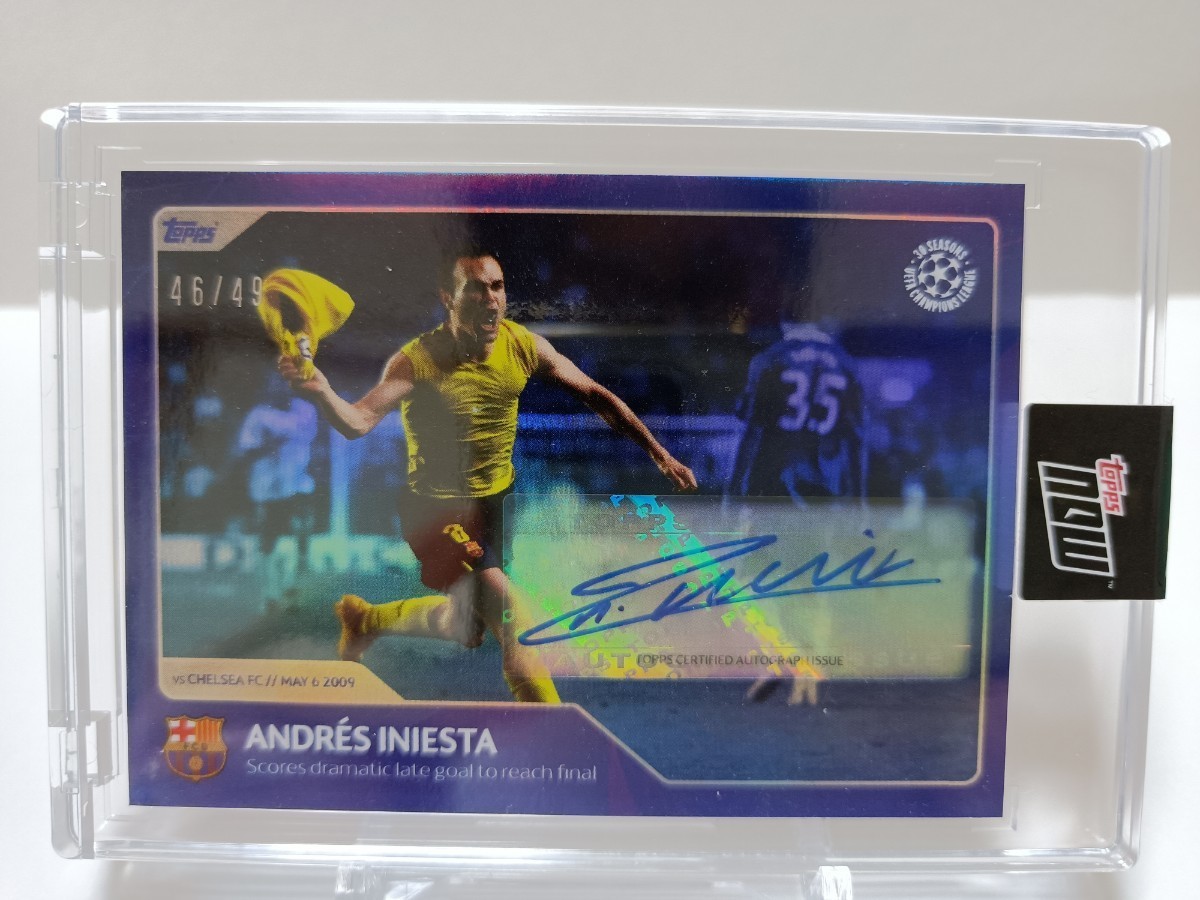 Topps
46/49
30 SEASONS
UEFA CHAMPIONS LEAGUE
35
topps
NOW
TM
TOPPS CERTIFIED AUTOGRAPH ISSUE
vs CHELSEA FC // MAY 6 2009
FCB
ANDRÉS INIESTA
Scores dramatic late goal to reach final